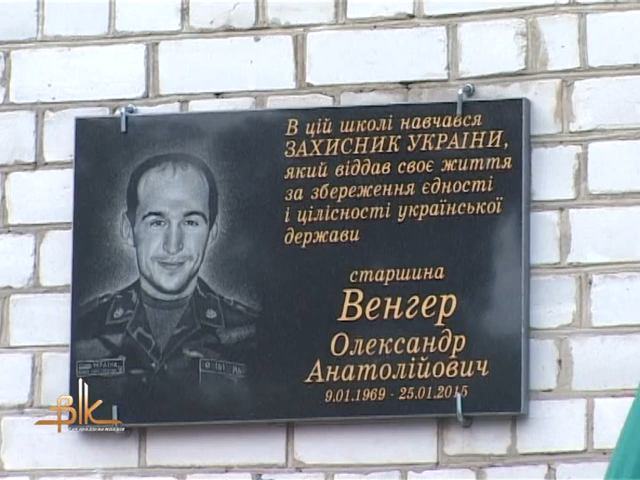 В цій школі навчався
ЗАХИСНИК УКРАЇНИ,
який віддав своє життя
за збереження єдності
і цілісності української
держави
старшина
Венгер
Олександр
Анатолійович
9.01.1969 - 25.01.2015
УКРАЇНА
ВІК